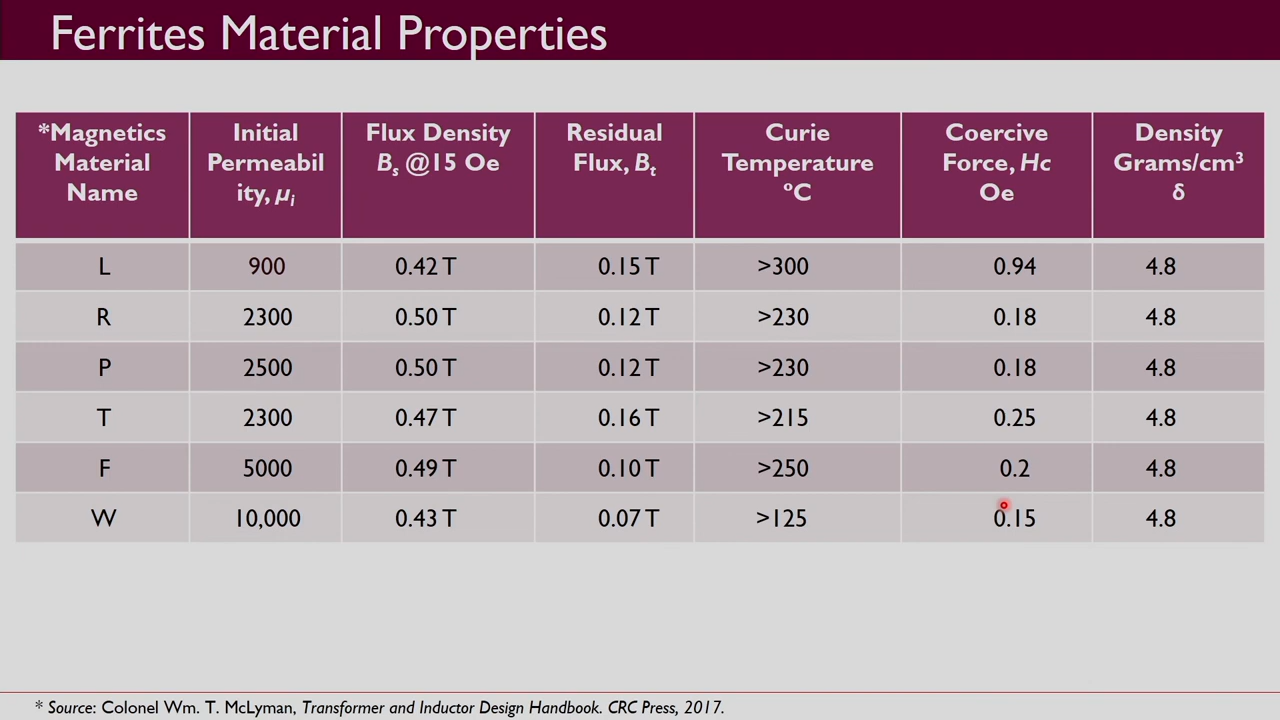 Ferrites Material Properties
*Magnetics Material Name | Initial Permeabil ity, μi | Flux Density Bs @15 Oe | Residual Flux, Bt | Curie Temperature ºC | Coercive Force, Hc Oe | Density Grams/cm³ δ
L | 900 | 0.42 T | 0.15 T | >300 | 0.94 | 4.8
R | 2300 | 0.50 T | 0.12 T | >230 | 0.18 | 4.8
P | 2500 | 0.50 T | 0.12 T | >230 | 0.18 | 4.8
T | 2300 | 0.47 T | 0.16 T | >215 | 0.25 | 4.8
F | 5000 | 0.49 T | 0.10 T | >250 | 0.2 | 4.8
W | 10,000 | 0.43 T | 0.07 T | >125 | 0.15 | 4.8
* Source: Colonel Wm. T. McLyman, Transformer and Inductor Design Handbook. CRC Press, 2017.